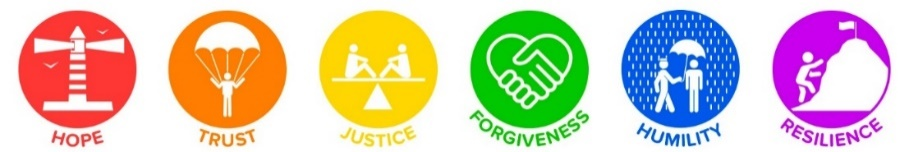 HOPE
TRUST
JUSTICE
FORGIVENESS
HUMILITY
RESILIENCE